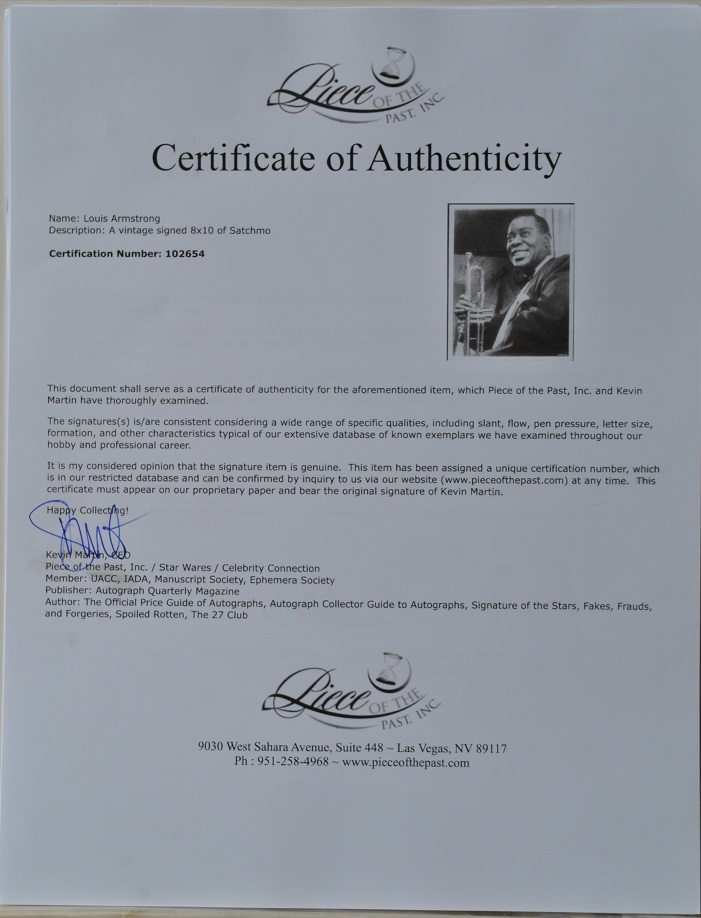 Piece OF THE
PAST, INC.
Certificate of Authenticity
Name: Louis Armstrong
Description: A vintage signed 8x10 of Satchmo
Certification Number: 102654
This document shall serve as a certificate of authenticity for the aforementioned item, which Piece of the Past, Inc. and Kevin
Martin have thoroughly examined.
The signatures(s) is/are consistent considering a wide range of specific qualities, including slant, flow, pen pressure, letter size,
formation, and other characteristics typical of our extensive database of known exemplars we have examined throughout our
hobby and professional career.
It is my considered opinion that the signature item is genuine. This item has been assigned a unique certification number, which
is in our restricted database and can be confirmed by inquiry to us via our website (www.pieceofthepast.com) at any time. This
certificate must appear on our proprietary paper and bear the original signature of Kevin Martin.
Happy Collecting!
Kevin Martin, CEO
Piece of the Past, Inc. / Star Wares / Celebrity Connection
Member: UACC, IADA, Manuscript Society, Ephemera Society
Publisher: Autograph Quarterly Magazine
Author: The Official Price Guide of Autographs, Autograph Collector Guide to Autographs, Signature of the Stars, Fakes, Frauds,
and Forgeries, Spoiled Rotten, The 27 Club
Piece OF THE
PAST, INC.
9030 West Sahara Avenue, Suite 448 ~ Las Vegas, NV 89117
Ph : 951-258-4968 ~ www.pieceofthepast.com